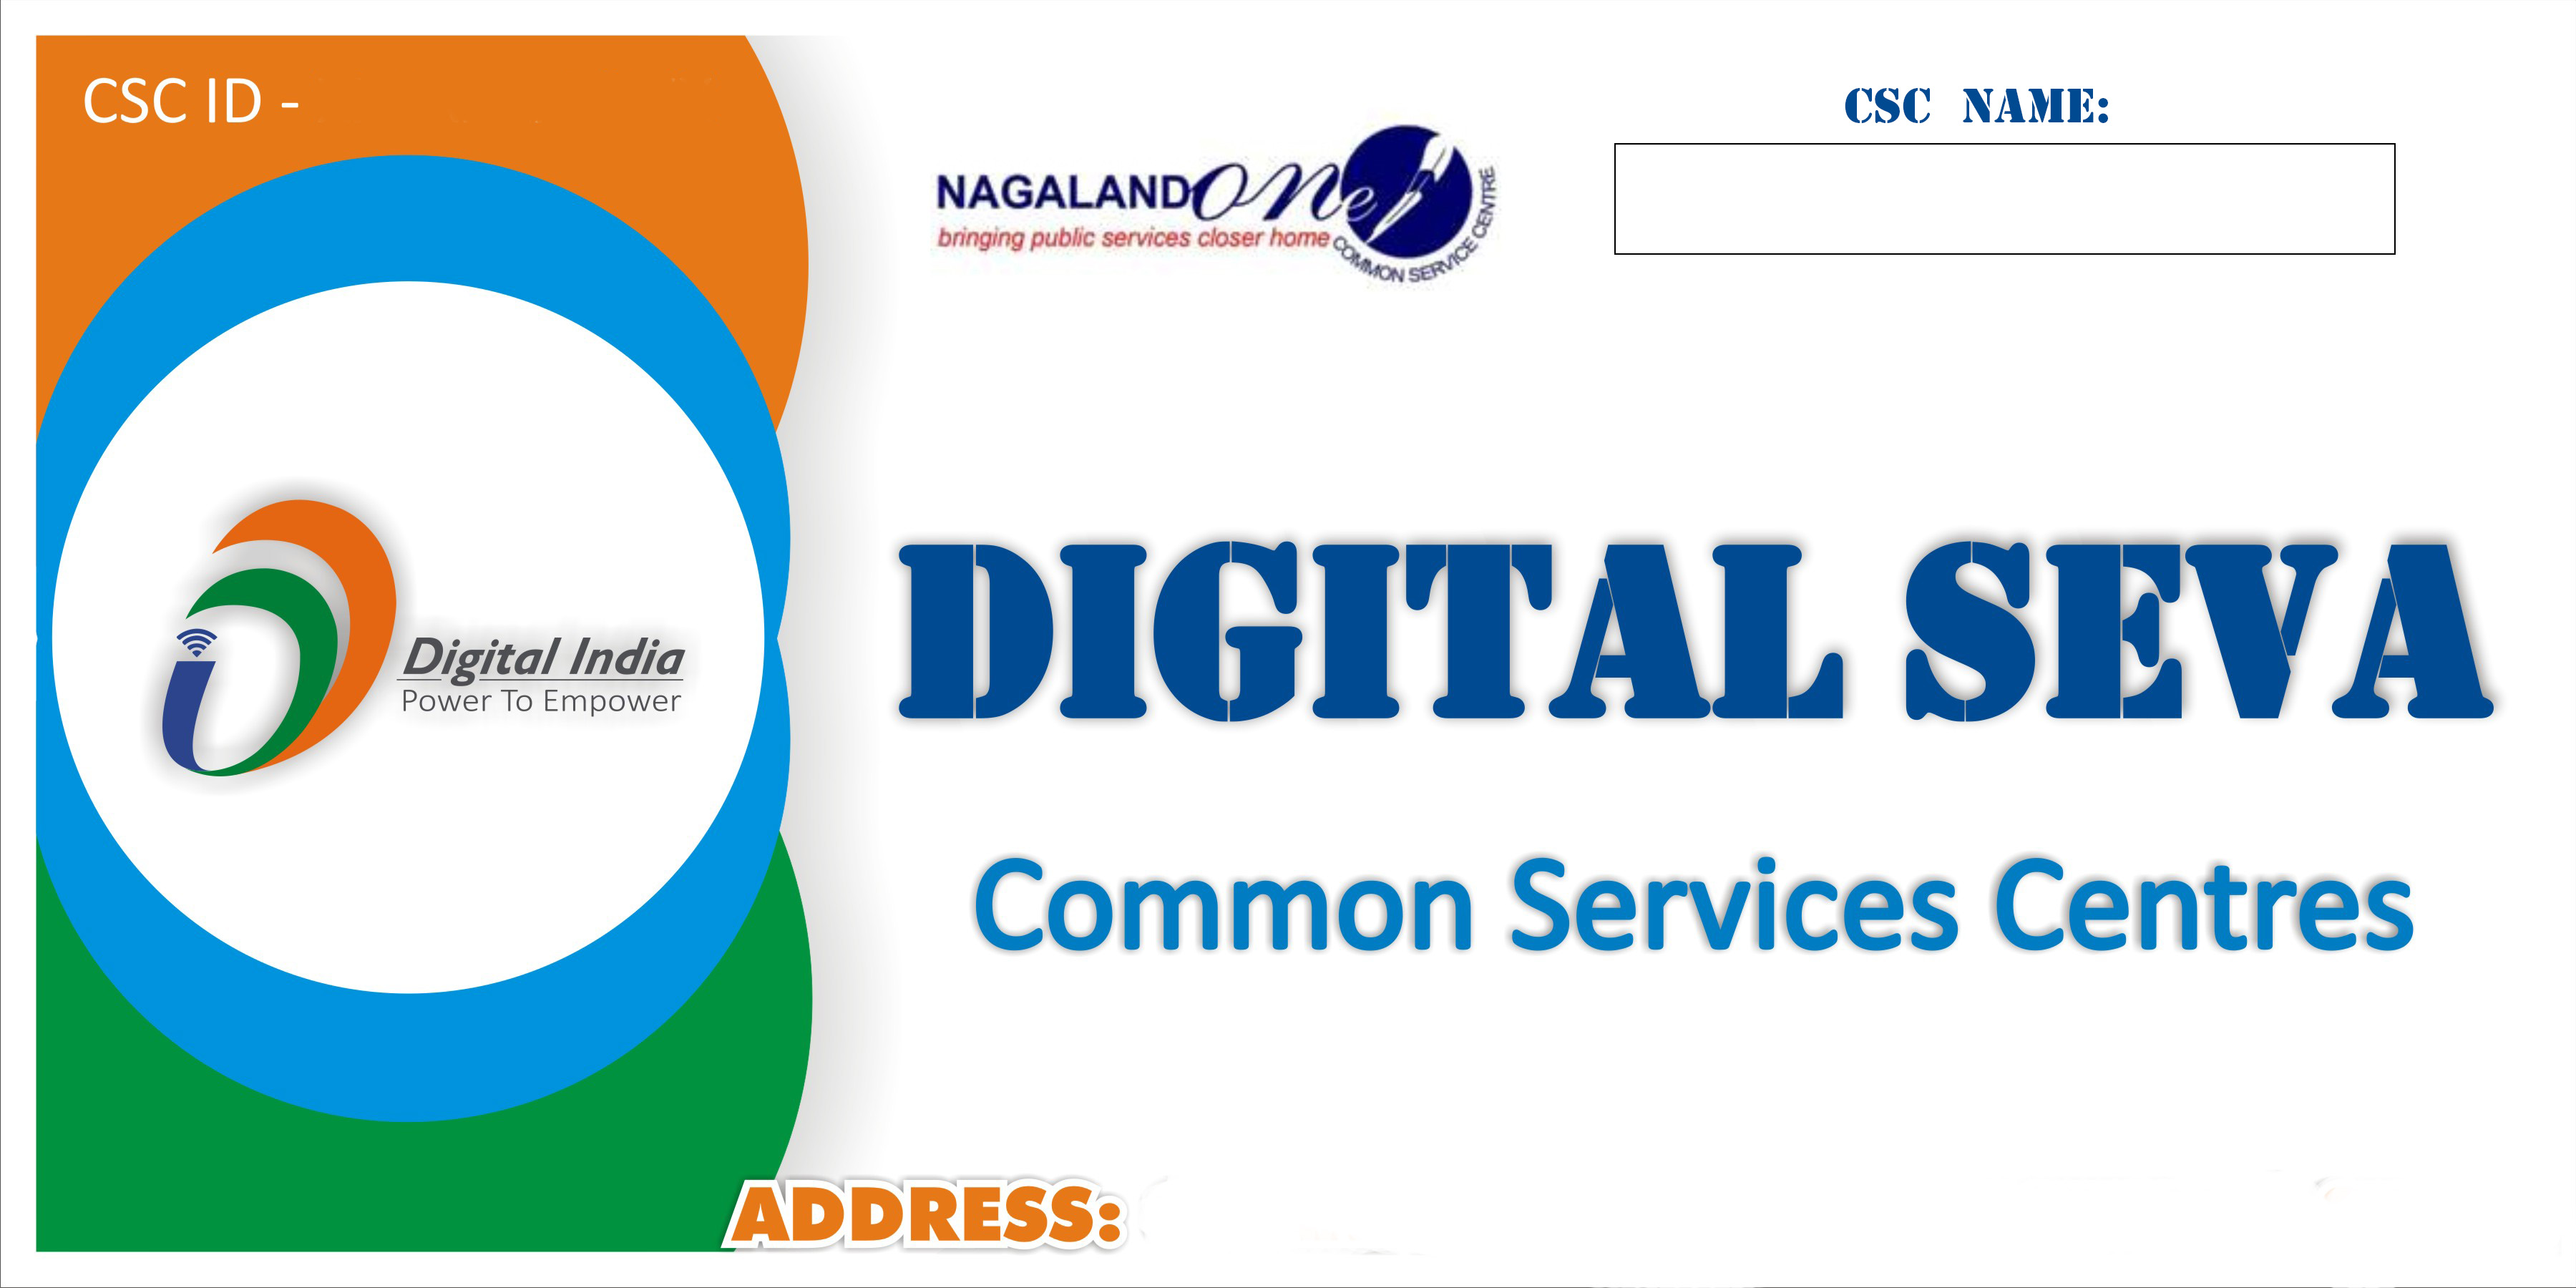 CSC ID -
CSC NAME:
NAGALAND One
bringing public services closer home
COMMON SERVICE CENTRE
Digital India
Power To Empower
DIGITAL SEVA
Common Services Centres
ADDRESS: